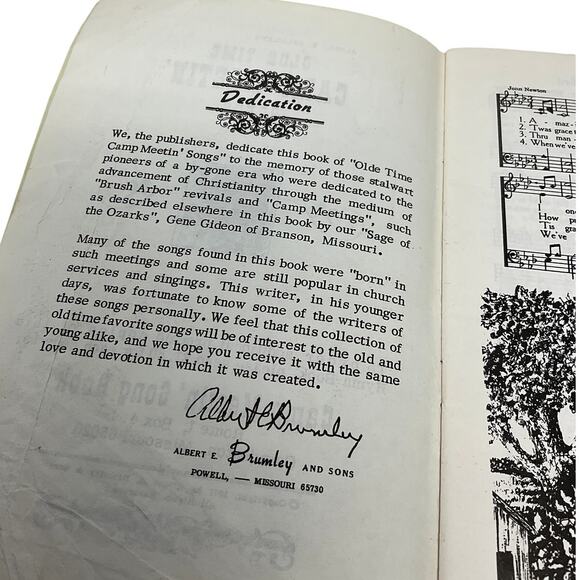 Dedication
We, the publishers, dedicate this book of "Olde Time
Camp Meetin' Songs" to the memory of those stalwart
pioneers of a by-gone era who were dedicated to the
advancement of Christianity through the medium of
"Brush Arbor" revivals and "Camp Meetings", such
as described elsewhere in this book by our "Sage of
the Ozarks", Gene Gideon of Branson, Missouri.
Many of the songs found in this book were "born" in
such meetings and some are still popular in church
services and singings. This writer, in his younger
days, was fortunate to know some of the writers of
these songs personally. We feel that this collection of
old time favorite songs will be of interest to the old and
young alike, and we hope you receive it with the same
love and devotion in which it was created.
Albert E Brumley
ALBERT E. Brumley AND SONS
POWELL, — MISSOURI 65730
John Newton
1. A - maz -
2. 'Twas grace
3. Thru man -
4. When we've
on
How p
'Tis gra
We've